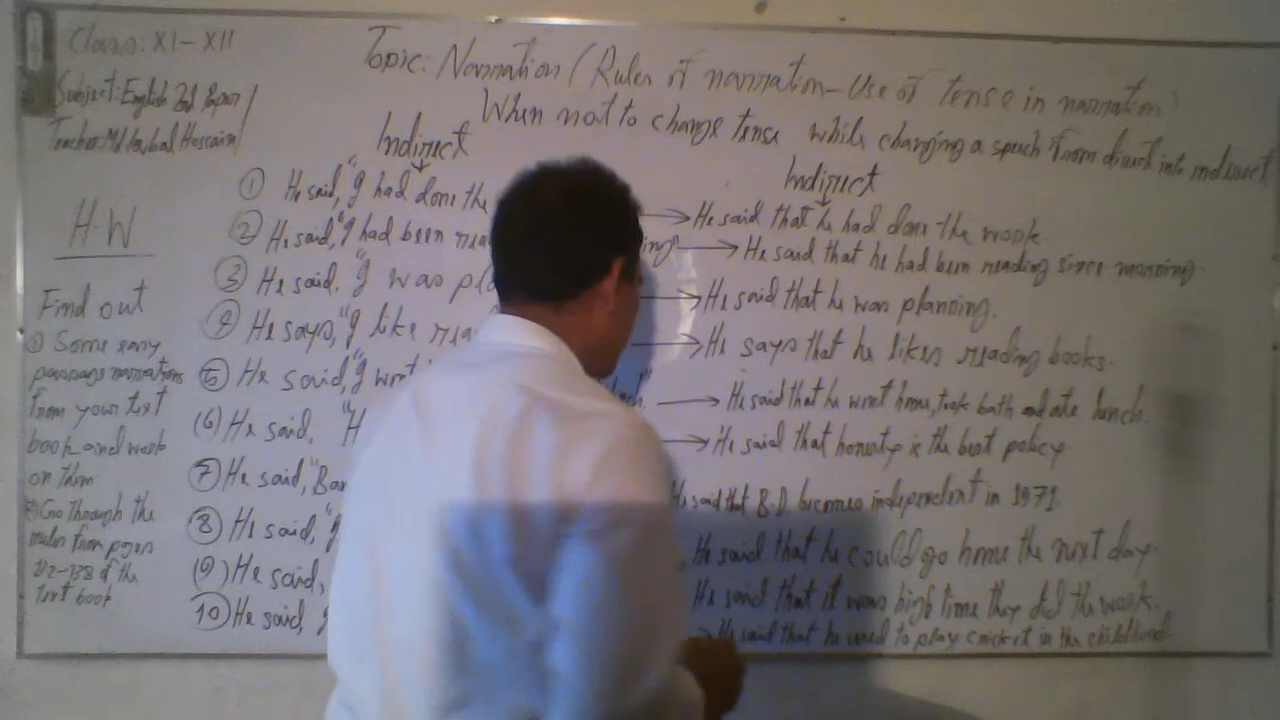 Class: XI-XII
Subject: English 2nd Paper
Teacher: Md Iqbal Hossain
Topic: Narration (Rules of narration-Use of tense in narration)
When not to change tense while changing a speech from direct into indirect
H.W
Find out
① Some easy
passage narrations
from your text
book and work
on them
② Go through the
rules from pages
of the
text book
Indirect
① He said, "I had done the
② He said, "I had been rea
③ He said, "I was pla
④ He says, "I like rea
⑤ He said, "I went
(6) He said, "H
⑦ He said, "Ban
⑧ He said, "I
(9) He said,
⑩ He said, I
Indirect
→ He said that he had done the work
ing" → He said that he had been reading since morning.
→ He said that he was planning.
→ He says that he likes reading books.
→ He said that he went home, took bath and ate lunch.
→ He said that honesty is the best policy.
He said that B.D becomes independent in 1971.
He said that he could go home the next day.
He said that it was high time they did the work.
→ He said that he used to play cricket in the childhood.